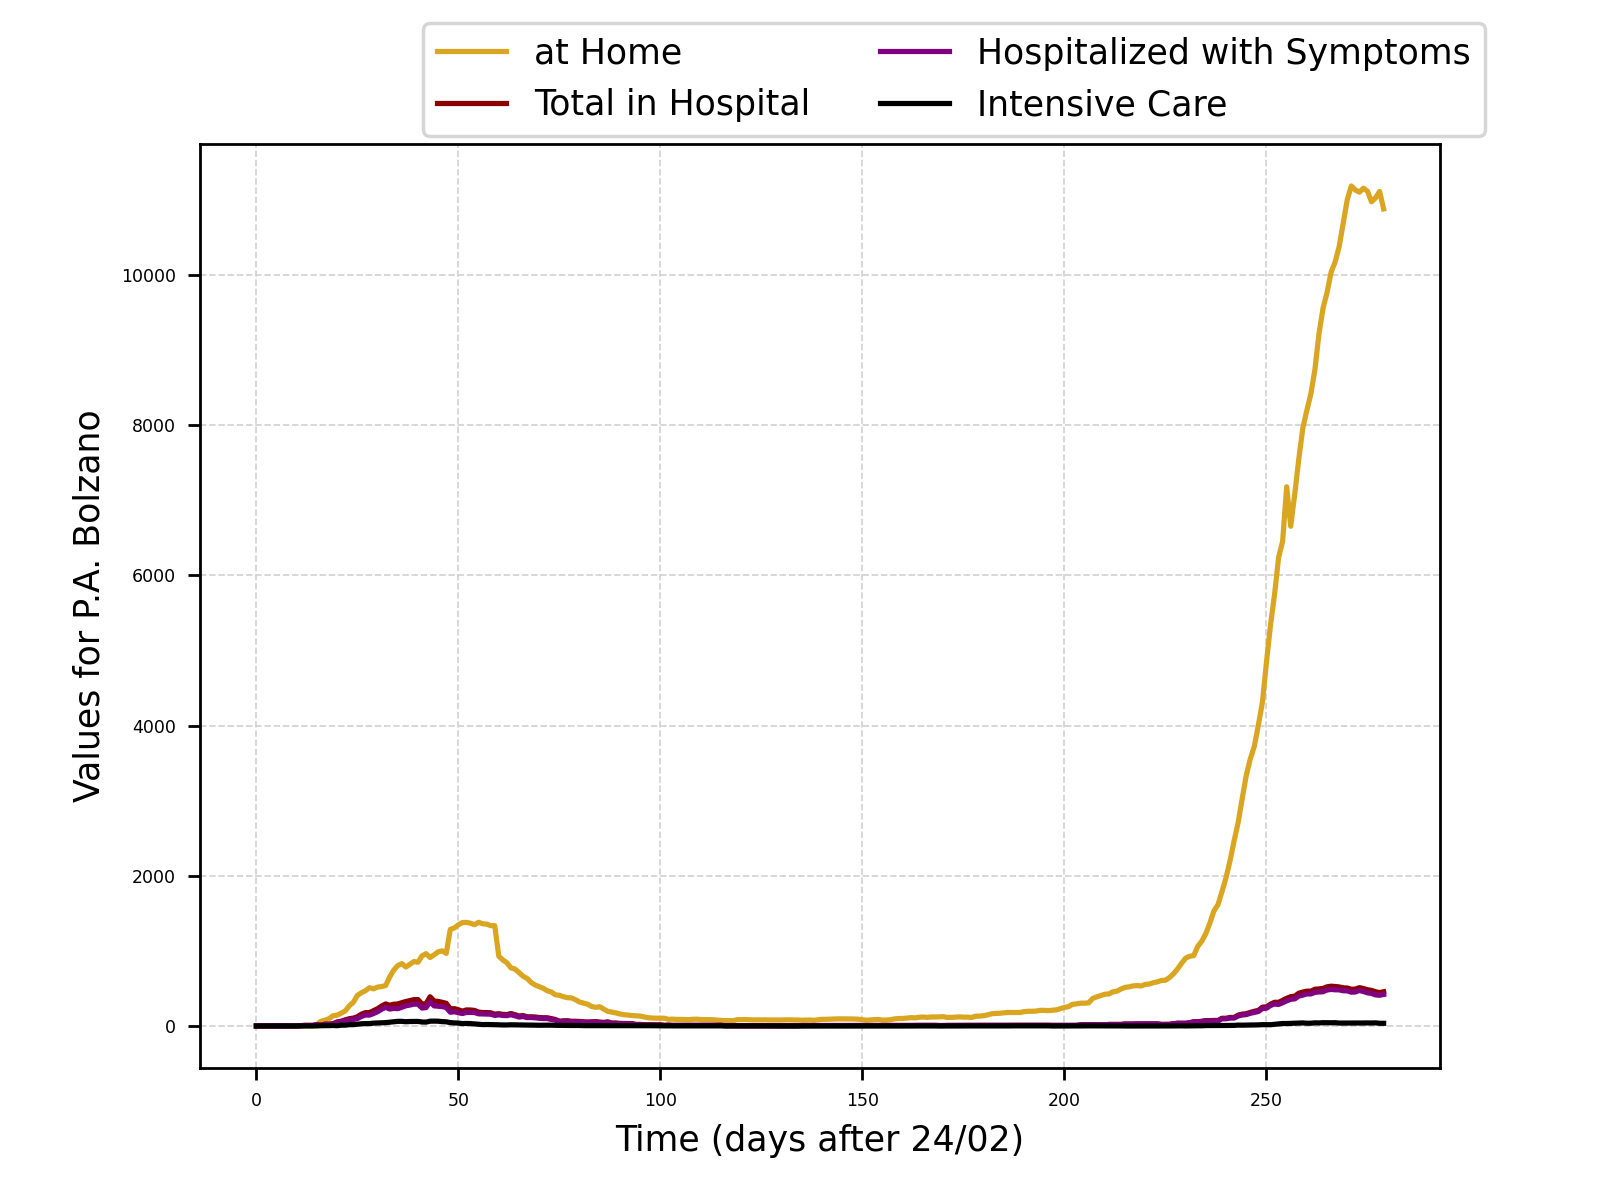 at Home
Total in Hospital
Hospitalized with Symptoms
Intensive Care
Values for P.A. Bolzano
10000
8000
6000
4000
2000
0
0 50 100 150 200 250
Time (days after 24/02)